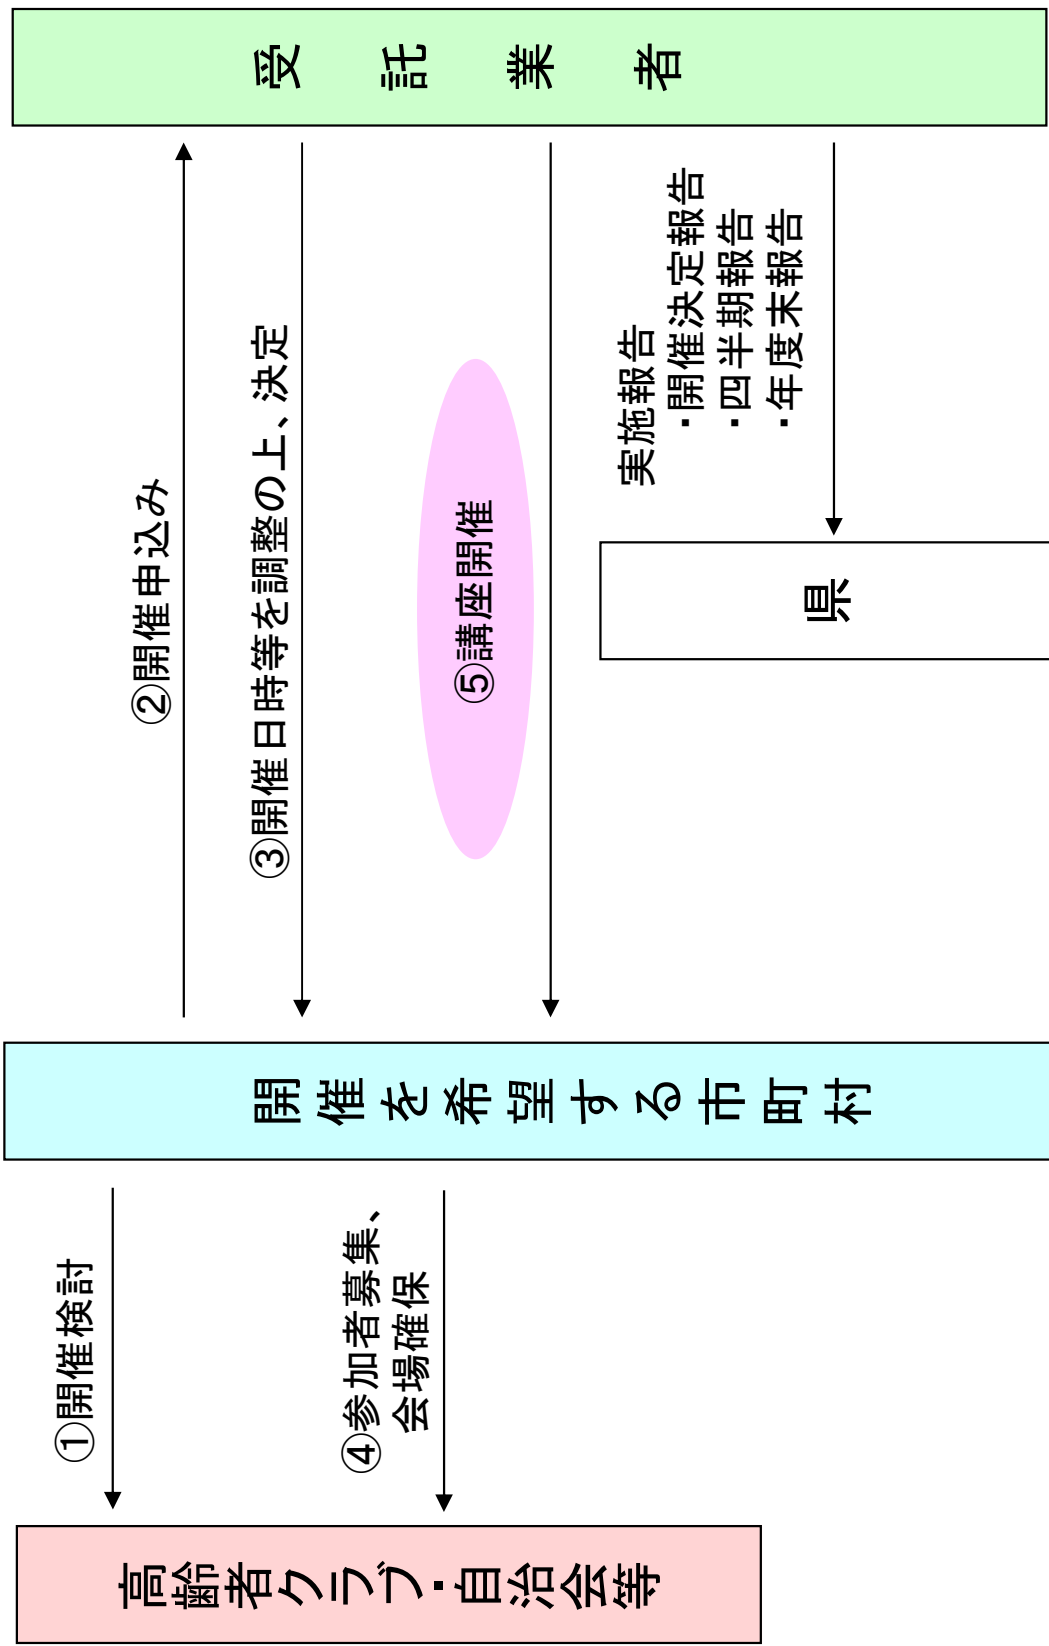 高齢者クラブ・自治会等
①開催検討
④参加者募集、
会場確保
開催を希望する市町村
②開催申込み
③開催日時等を調整の上、決定
⑤講座開催
県
実施報告
・開催決定報告
・四半期報告
・年度末報告
受託業者